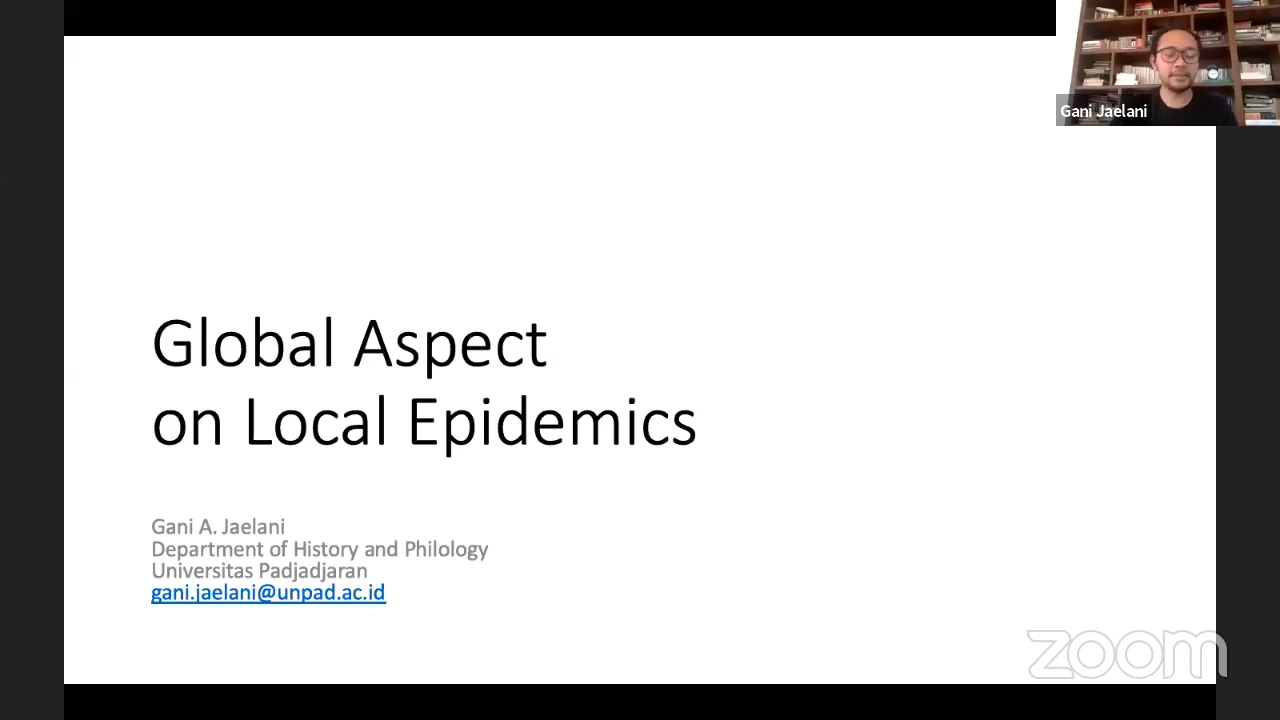 Gani Jaelani
Global Aspect
on Local Epidemics
Gani A. Jaelani
Department of History and Philology
Universitas Padjadjaran
gani.jaelani@unpad.ac.id
zoom